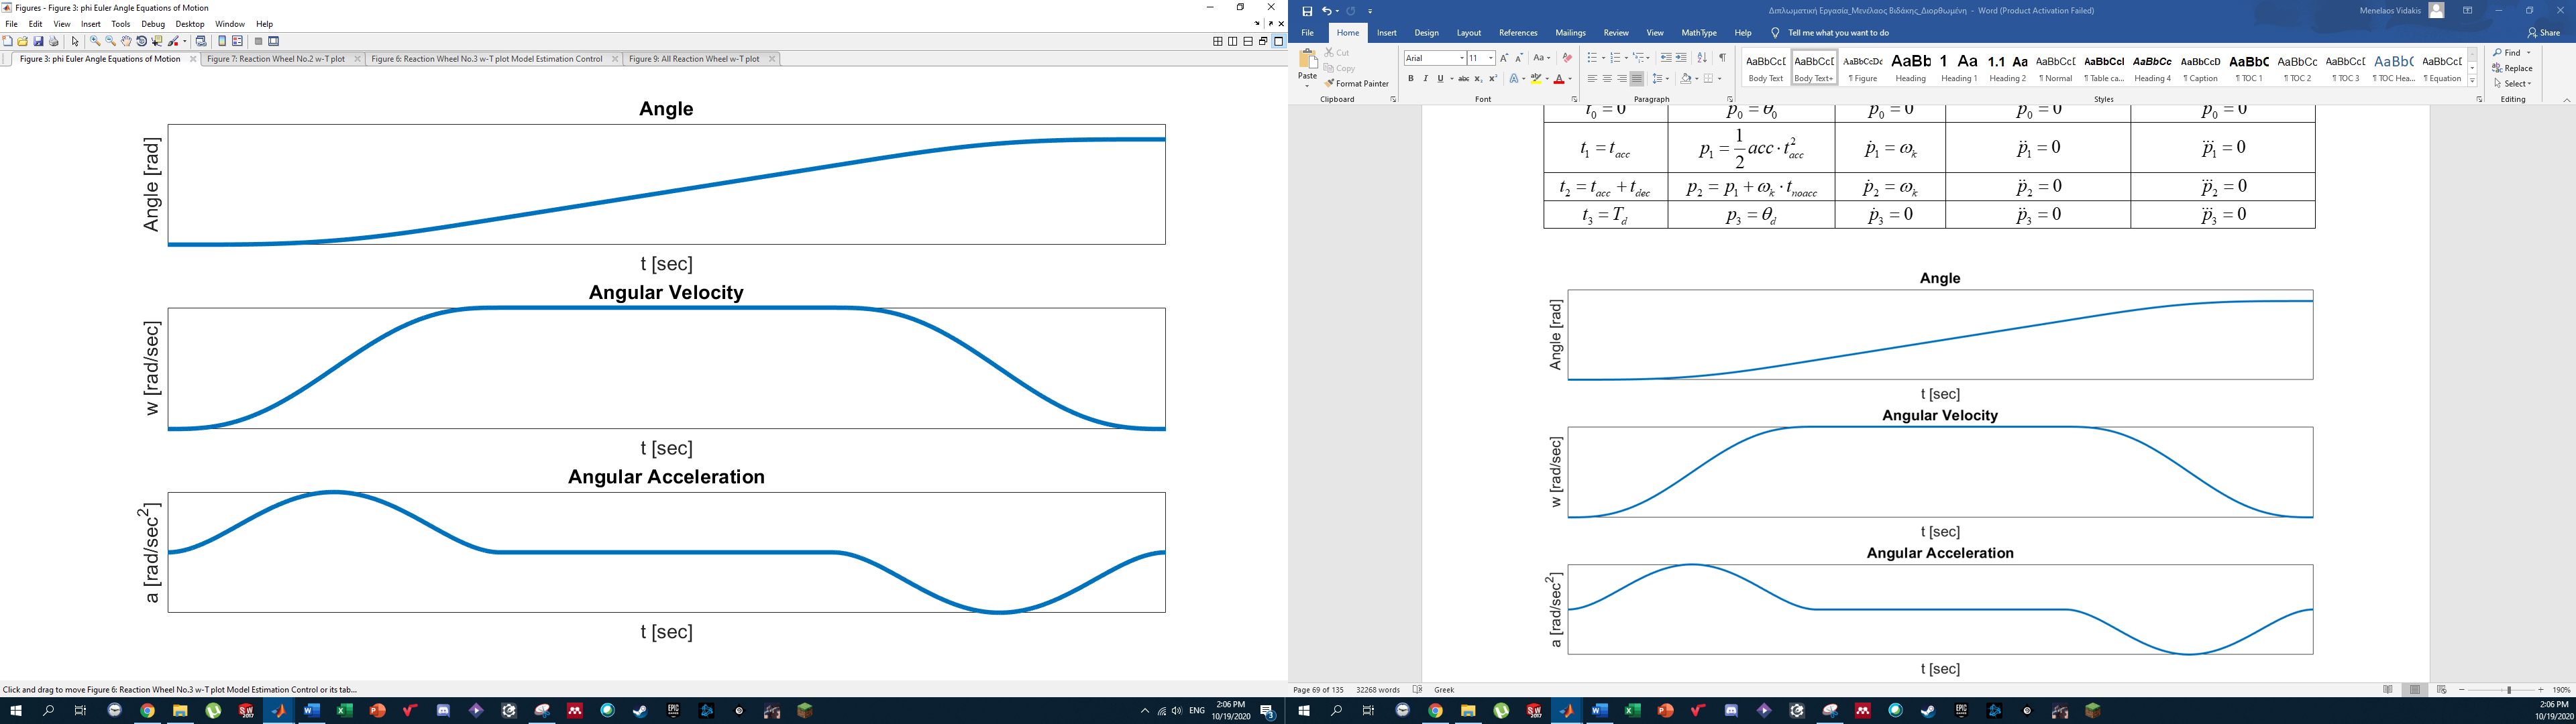 Figures - Figure 3: phi Euler Angle Equations of Motion
File Edit View Insert Tools Debug Desktop Window Help
Figure 3: phi Euler Angle Equations of Motion
Figure 7: Reaction Wheel No.2 w-T plot
Figure 6: Reaction Wheel No.3 w-T plot Model Estimation Control
Figure 9: All Reaction Wheel w-T plot
Angle
Angle [rad]
t [sec]
Angular Velocity
w [rad/sec]
t [sec]
Angular Acceleration
a [rad/sec²]
t [sec]
Click and drag to move Figure 6: Reaction Wheel No.3 w-T plot Model Estimation Control or its tab...
ENG
2:06 PM
10/19/2020
3
Διπλωματική Εργασία_Μενέλαος Βιδάκης_Διορθωμένη - Word (Product Activation Failed)
Menelaos Vidakis
File Home Insert Design Layout References Mailings Review View MathType Help Tell me what you want to do
Share
Paste
Cut
Copy
Format Painter
Clipboard
Arial 11
Font
Paragraph
Body Text
Body Text+
¶ Figure
Heading
Heading 1
Heading 2
¶ Normal
¶ Table ca...
Heading 4
¶ Caption
¶ TOC 1
¶ TOC 2
¶ TOC 3
¶ TOC Hea...
¶ Equation
Styles
Find
Replace
Select
Editing
t₀ = 0 p₀ = θ₀ ṗ₀ = 0 p̈₀ = 0 p⃛₀ = 0
t₁ = t_acc p₁ = 1/2 acc · t²_acc ṗ₁ = ω_k p̈₁ = 0 p⃛₁ = 0
t₂ = t_acc + t_dec p₂ = p₁ + ω_k · t_noacc ṗ₂ = ω_k p̈₂ = 0 p⃛₂ = 0
t₃ = T_d p₃ = θ_d ṗ₃ = 0 p̈₃ = 0 p⃛₃ = 0
Angle
Angle [rad]
t [sec]
Angular Velocity
w [rad/sec]
t [sec]
Angular Acceleration
a [rad/sec²]
t [sec]
Page 69 of 135 32268 words Greek
190%
2:06 PM
10/19/2020